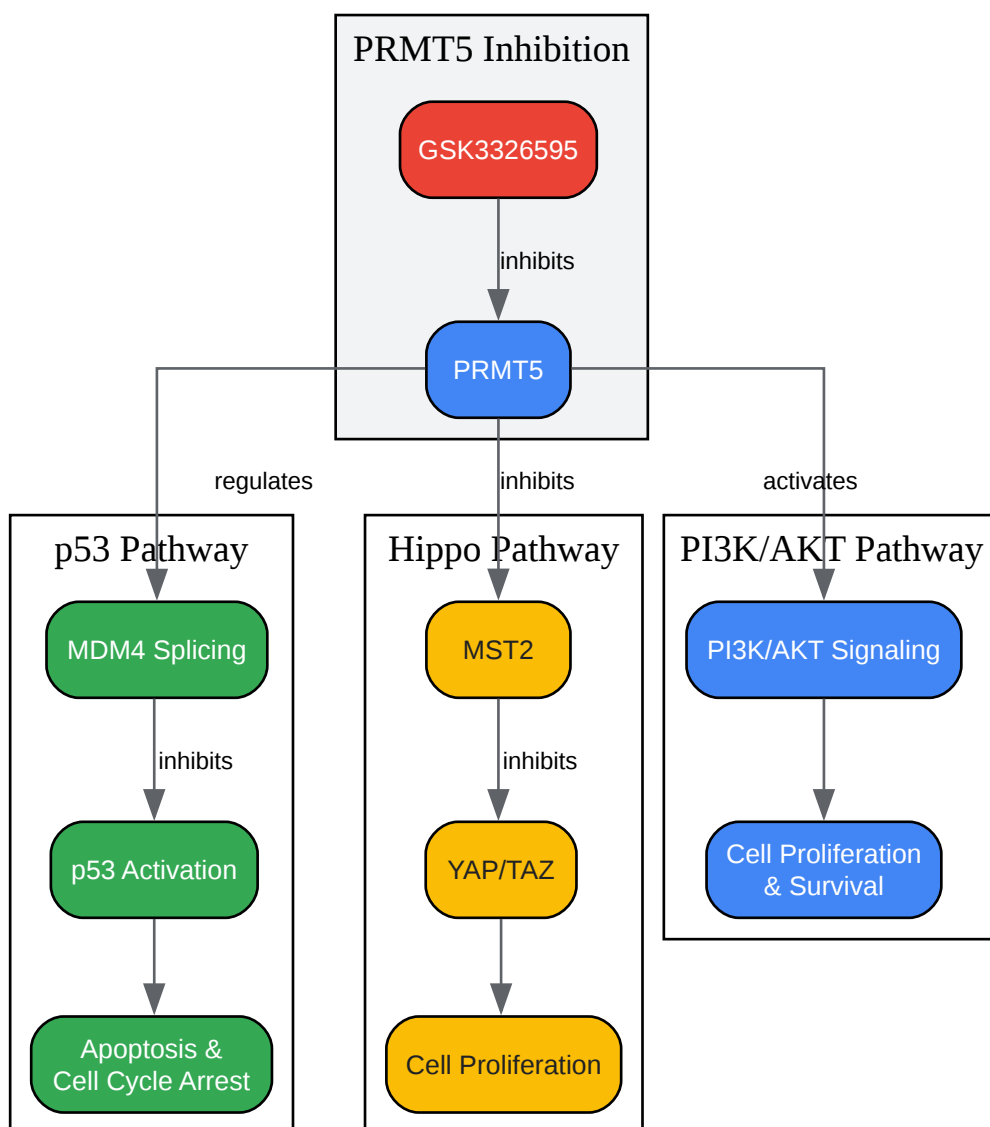 PRMT5 Inhibition
GSK3326595
inhibits
PRMT5
regulates
inhibits
activates
p53 Pathway
Hippo Pathway
PI3K/AKT Pathway
MDM4 Splicing
MST2
PI3K/AKT Signaling
inhibits
inhibits
p53 Activation
YAP/TAZ
Cell Proliferation
& Survival
Apoptosis &
Cell Cycle Arrest
Cell Proliferation